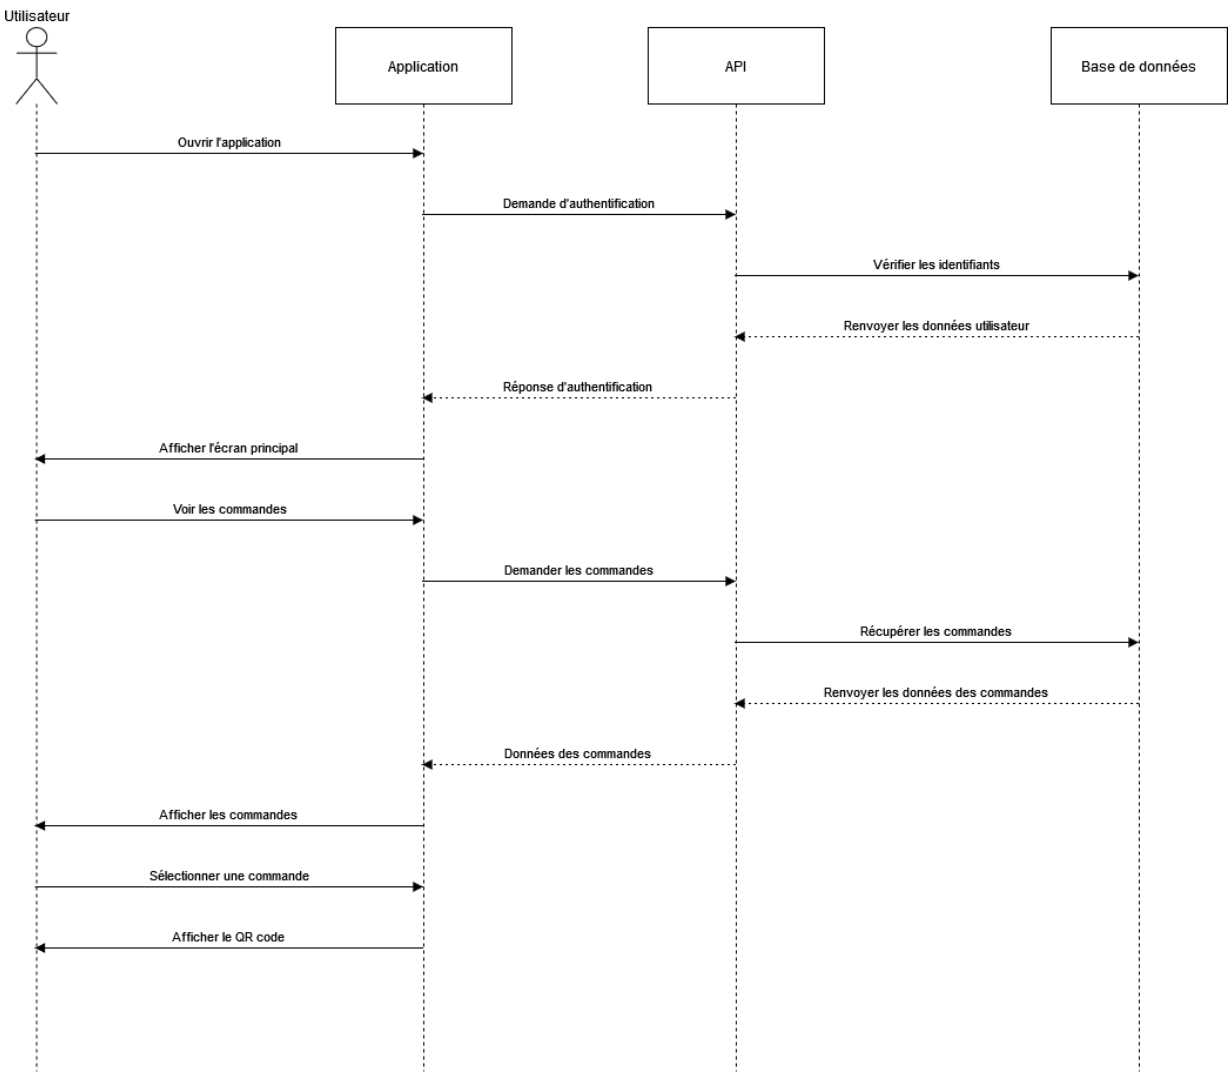 Utilisateur
Application
API
Base de données
Ouvrir l'application
Demande d'authentification
Vérifier les identifiants
Renvoyer les données utilisateur
Réponse d'authentification
Afficher l'écran principal
Voir les commandes
Demander les commandes
Récupérer les commandes
Renvoyer les données des commandes
Données des commandes
Afficher les commandes
Sélectionner une commande
Afficher le QR code